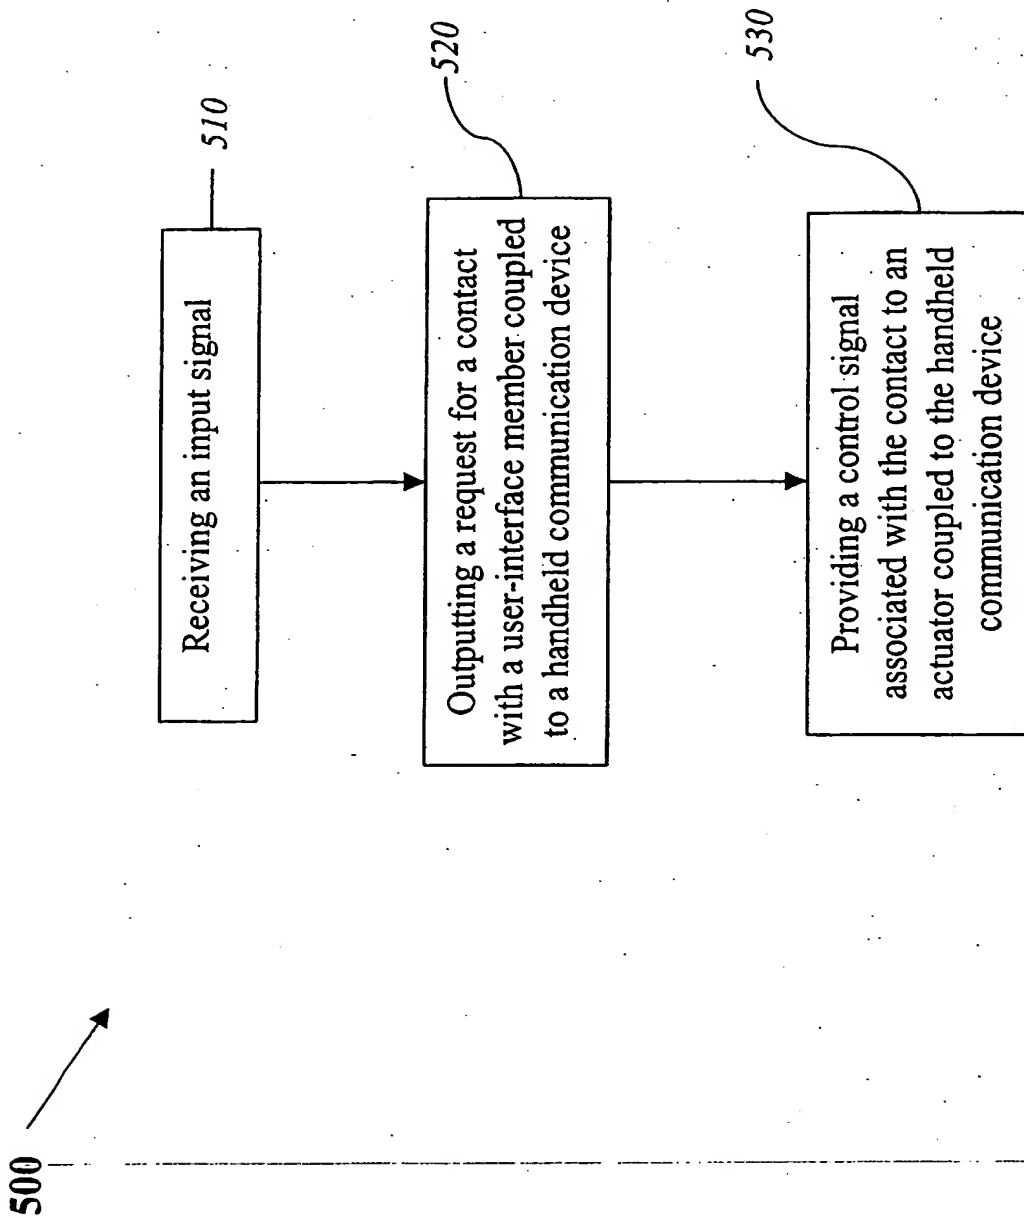 500
Receiving an input signal
510
Outputting a request for a contact
with a user-interface member coupled
to a handheld communication device
520
Providing a control signal
associated with the contact to an
actuator coupled to the handheld
communication device
530